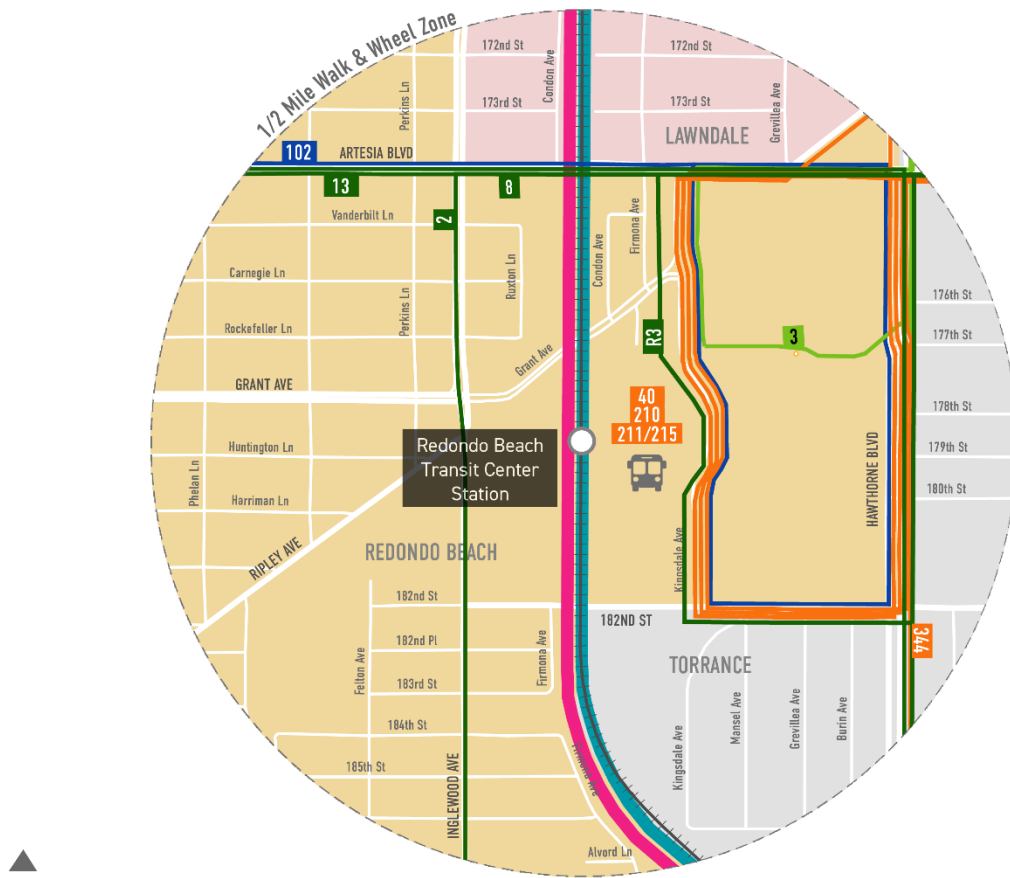 1/2 Mile Walk & Wheel Zone
172nd St
Condon Ave
172nd St
Perkins Ln
173rd St
173rd St
Grevillea Ave
LAWNDALE
102
ARTESIA BLVD
13
8
Vanderbilt Ln
2
Firmona Ave
Condon Ave
Ruxton Ln
Carnegie Ln
Perkins Ln
176th St
Rockefeller Ln
R3
3
177th St
Grant Ave
GRANT AVE
40
210
211/215
178th St
Huntington Ln
Redondo Beach
Transit Center
Station
HAWTHORNE BLVD
179th St
Phelan Ln
Harriman Ln
180th St
RIPLEY AVE
REDONDO BEACH
Kingsdale Ave
182nd St
182ND ST
344
182nd Pl
Firmona Ave
TORRANCE
Felton Ave
183rd St
184th St
Kingsdale Ave
Mansel Ave
Grevillea Ave
Burin Ave
185th St
Firmona Ave
INGLEWOOD AVE
Alvord Ln